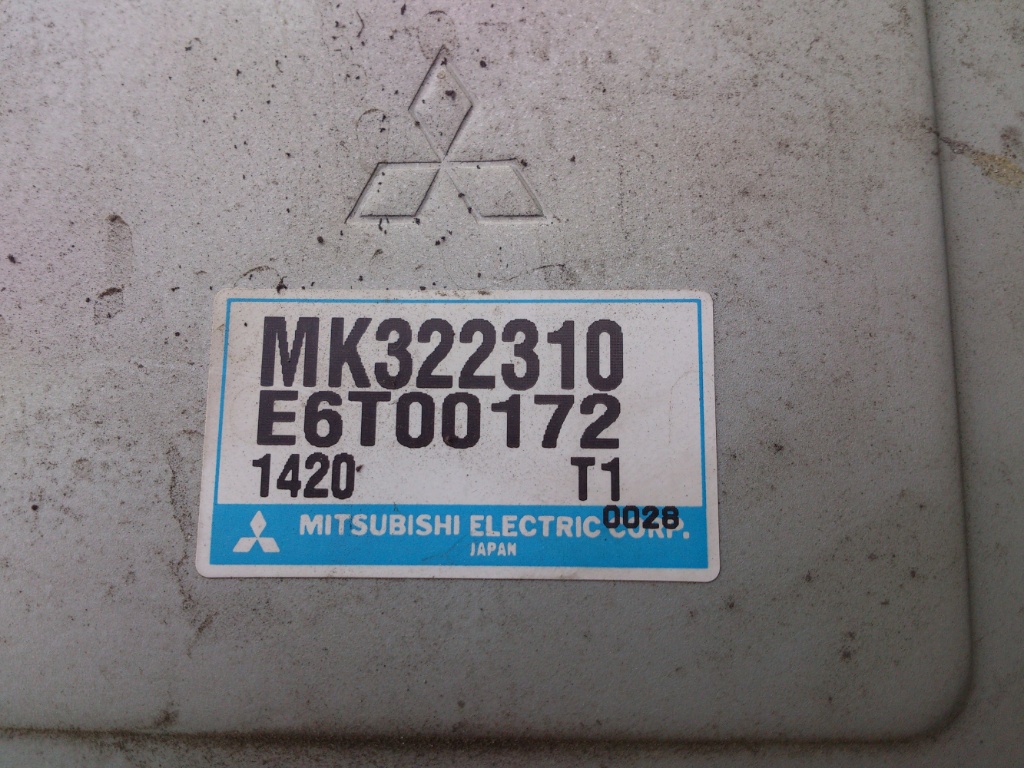 MK322310
E6T00172
1420 T1
0028
MITSUBISHI ELECTRIC CORP.
JAPAN